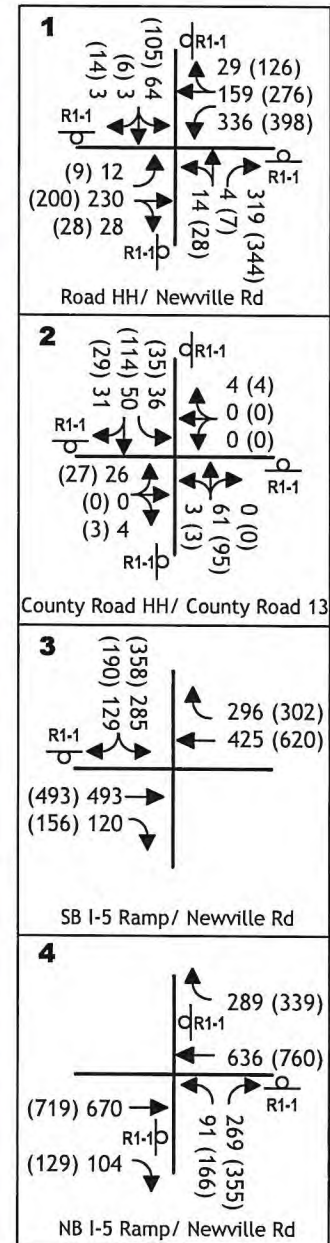 1
R1-1
(14) 3
(6) 3
(105) 64
R1-1
29 (126)
159 (276)
336 (398)
(9) 12
(200) 230
(28) 28
R1-1
14 (28)
4 (7)
319 (344)
R1-1
Road HH/ Newville Rd
2
R1-1
(29) 31
(114) 50
(35) 36
R1-1
4 (4)
0 (0)
0 (0)
(27) 26
(0) 0
(3) 4
R1-1
3 (3)
61 (95)
0 (0)
R1-1
County Road HH/ County Road 13
3
R1-1
(190) 129
(358) 285
296 (302)
425 (620)
(493) 493
(156) 120
SB I-5 Ramp/ Newville Rd
4
289 (339)
R1-1
636 (760)
(719) 670
R1-1
(129) 104
91 (166)
269 (355)
R1-1
NB I-5 Ramp/ Newville Rd